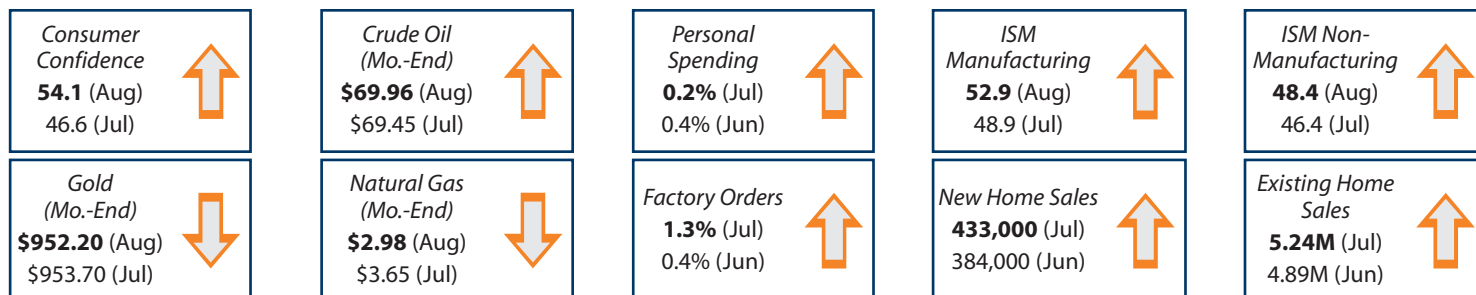 Consumer
Confidence
54.1 (Aug)
46.6 (Jul)
Crude Oil
(Mo.-End)
$69.96 (Aug)
$69.45 (Jul)
Personal
Spending
0.2% (Jul)
0.4% (Jun)
ISM
Manufacturing
52.9 (Aug)
48.9 (Jul)
ISM Non-
Manufacturing
48.4 (Aug)
46.4 (Jul)
Gold
(Mo.-End)
$952.20 (Aug)
$953.70 (Jul)
Natural Gas
(Mo.-End)
$2.98 (Aug)
$3.65 (Jul)
Factory Orders
1.3% (Jul)
0.4% (Jun)
New Home Sales
433,000 (Jul)
384,000 (Jun)
Existing Home
Sales
5.24M (Jul)
4.89M (Jun)